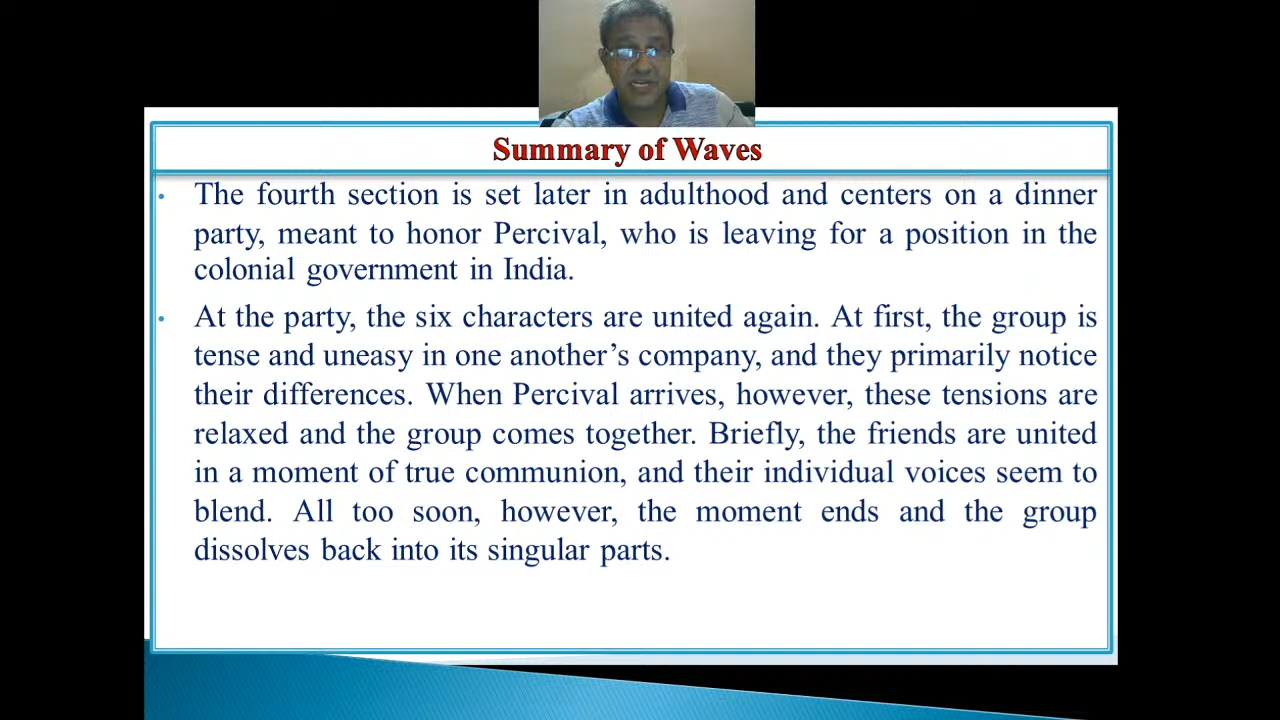 Summary of Waves
• The fourth section is set later in adulthood and centers on a dinner
party, meant to honor Percival, who is leaving for a position in the
colonial government in India.
• At the party, the six characters are united again. At first, the group is
tense and uneasy in one another’s company, and they primarily notice
their differences. When Percival arrives, however, these tensions are
relaxed and the group comes together. Briefly, the friends are united
in a moment of true communion, and their individual voices seem to
blend. All too soon, however, the moment ends and the group
dissolves back into its singular parts.